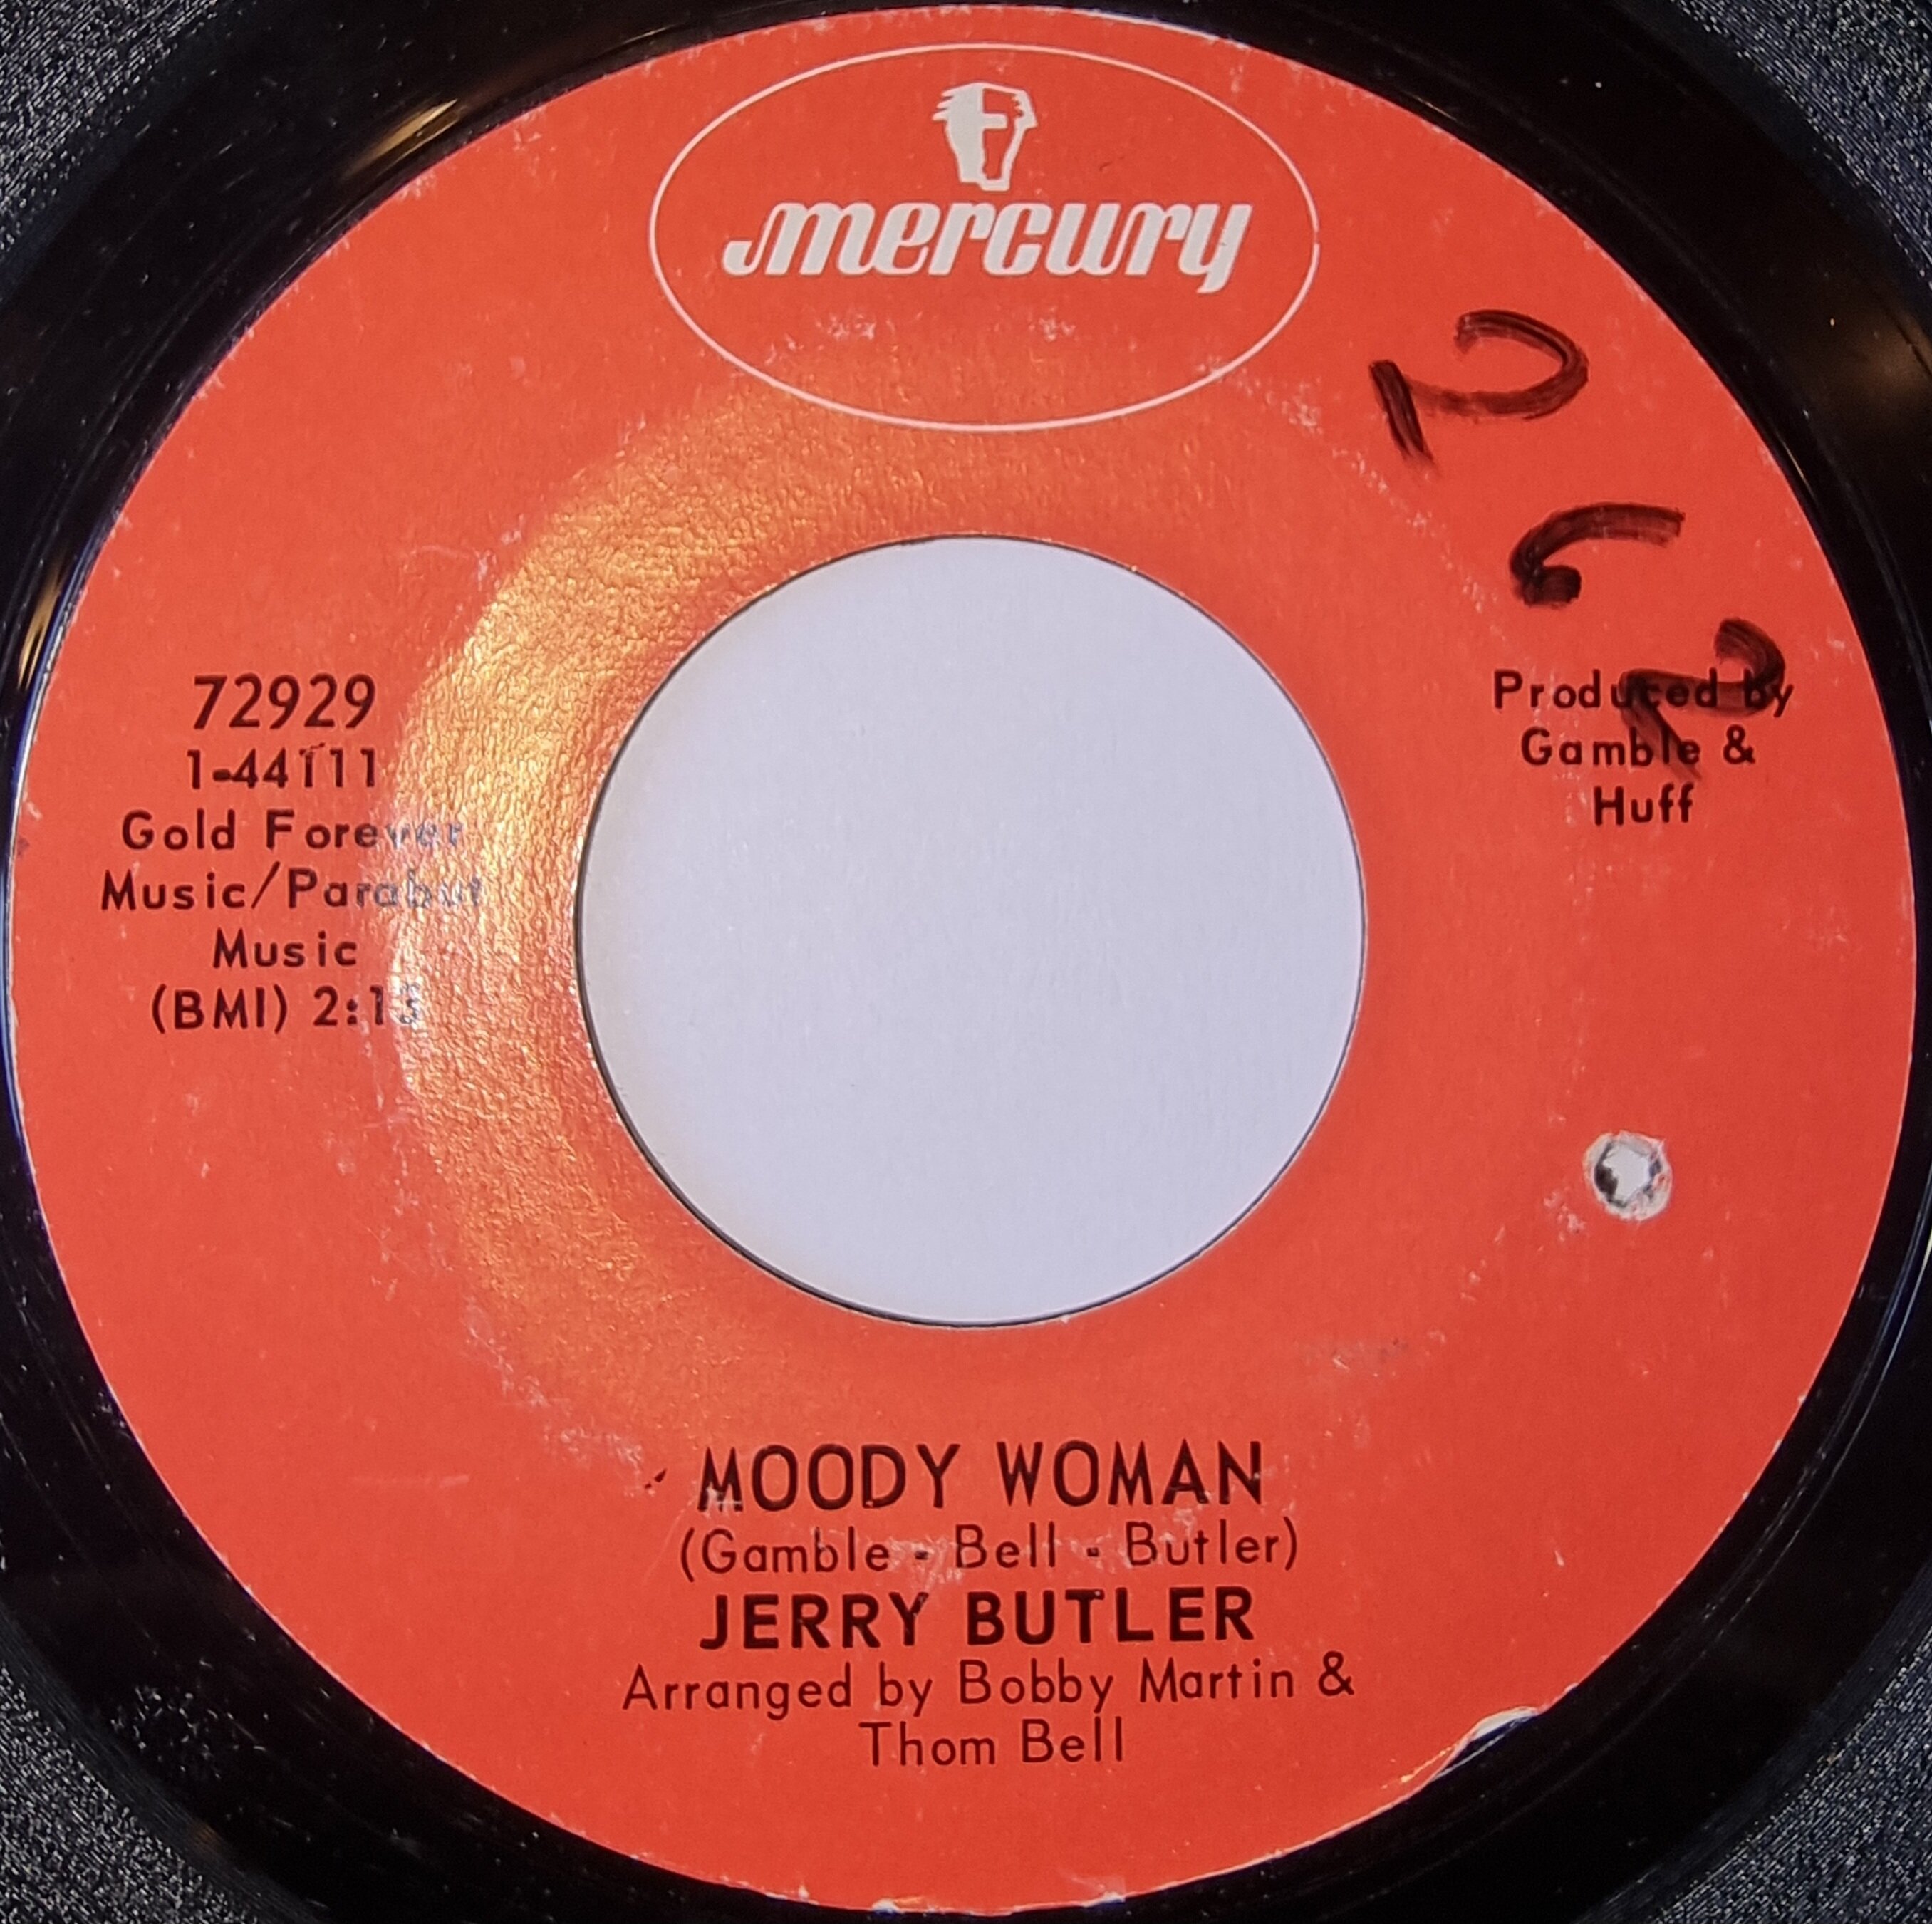 mercury
262
72929
1-44111
Gold Forever
Music/Parabut
Music
(BMI) 2:13
Produced by
Gamble &
Huff
MOODY WOMAN
(Gamble - Bell - Butler)
JERRY BUTLER
Arranged by Bobby Martin &
Thom Bell